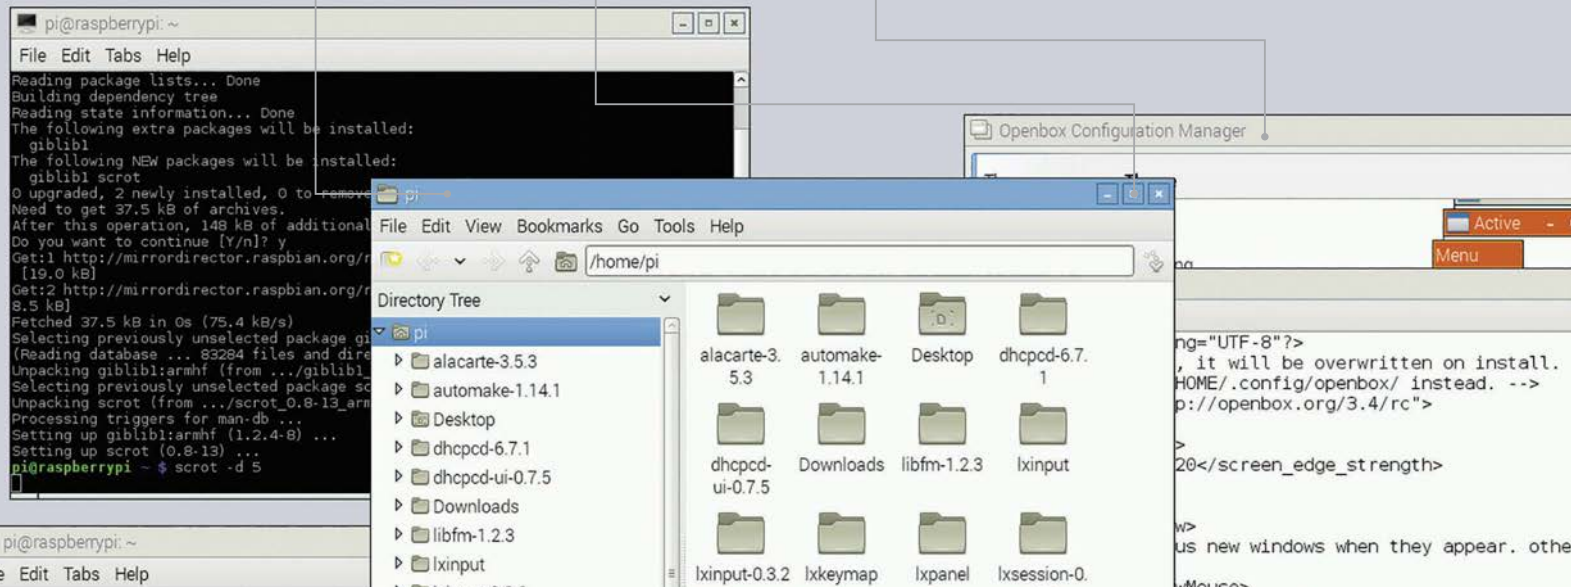 pi@raspberrypi: ~
File Edit Tabs Help
Reading package lists... Done
Building dependency tree
Reading state information... Done
The following extra packages will be installed:
giblib1
The following NEW packages will be installed:
giblib1 scrot
0 upgraded, 2 newly installed, 0 to remove
Need to get 37.5 kB of archives.
After this operation, 148 kB of additional
Do you want to continue [Y/n]? y
Get:1 http://mirrordirector.raspbian.org/r
[19.0 kB]
Get:2 http://mirrordirector.raspbian.org/r
8.5 kB]
Fetched 37.5 kB in 0s (75.4 kB/s)
Selecting previously unselected package gi
(Reading database ... 83284 files and dire
Unpacking giblib1:armhf (from .../giblib1_
Selecting previously unselected package sc
Unpacking scrot (from .../scrot_0.8-13_arm
Processing triggers for man-db ...
Setting up giblib1:armhf (1.2.4-8) ...
Setting up scrot (0.8-13) ...
pi@raspberrypi ~ $ scrot -d 5
pi@raspberrypi: ~
e Edit Tabs Help
pi
File Edit View Bookmarks Go Tools Help
/home/pi
Directory Tree
pi
alacarte-3.5.3
automake-1.14.1
Desktop
dhcpcd-6.7.1
dhcpcd-ui-0.7.5
Downloads
libfm-1.2.3
lxinput
alacarte-3.
5.3
automake-
1.14.1
Desktop
dhcpcd-6.7.
1
dhcpcd-
ui-0.7.5
Downloads
libfm-1.2.3
lxinput
lxinput-0.3.2
lxkeymap
lxpanel
lxsession-0.
Openbox Configuration Manager
Active
Menu
ng="UTF-8"?>
, it will be overwritten on install.
HOME/.config/openbox/ instead. -->
p://openbox.org/3.4/rc">
>
20</screen_edge_strength>
w>
us new windows when they appear. othe